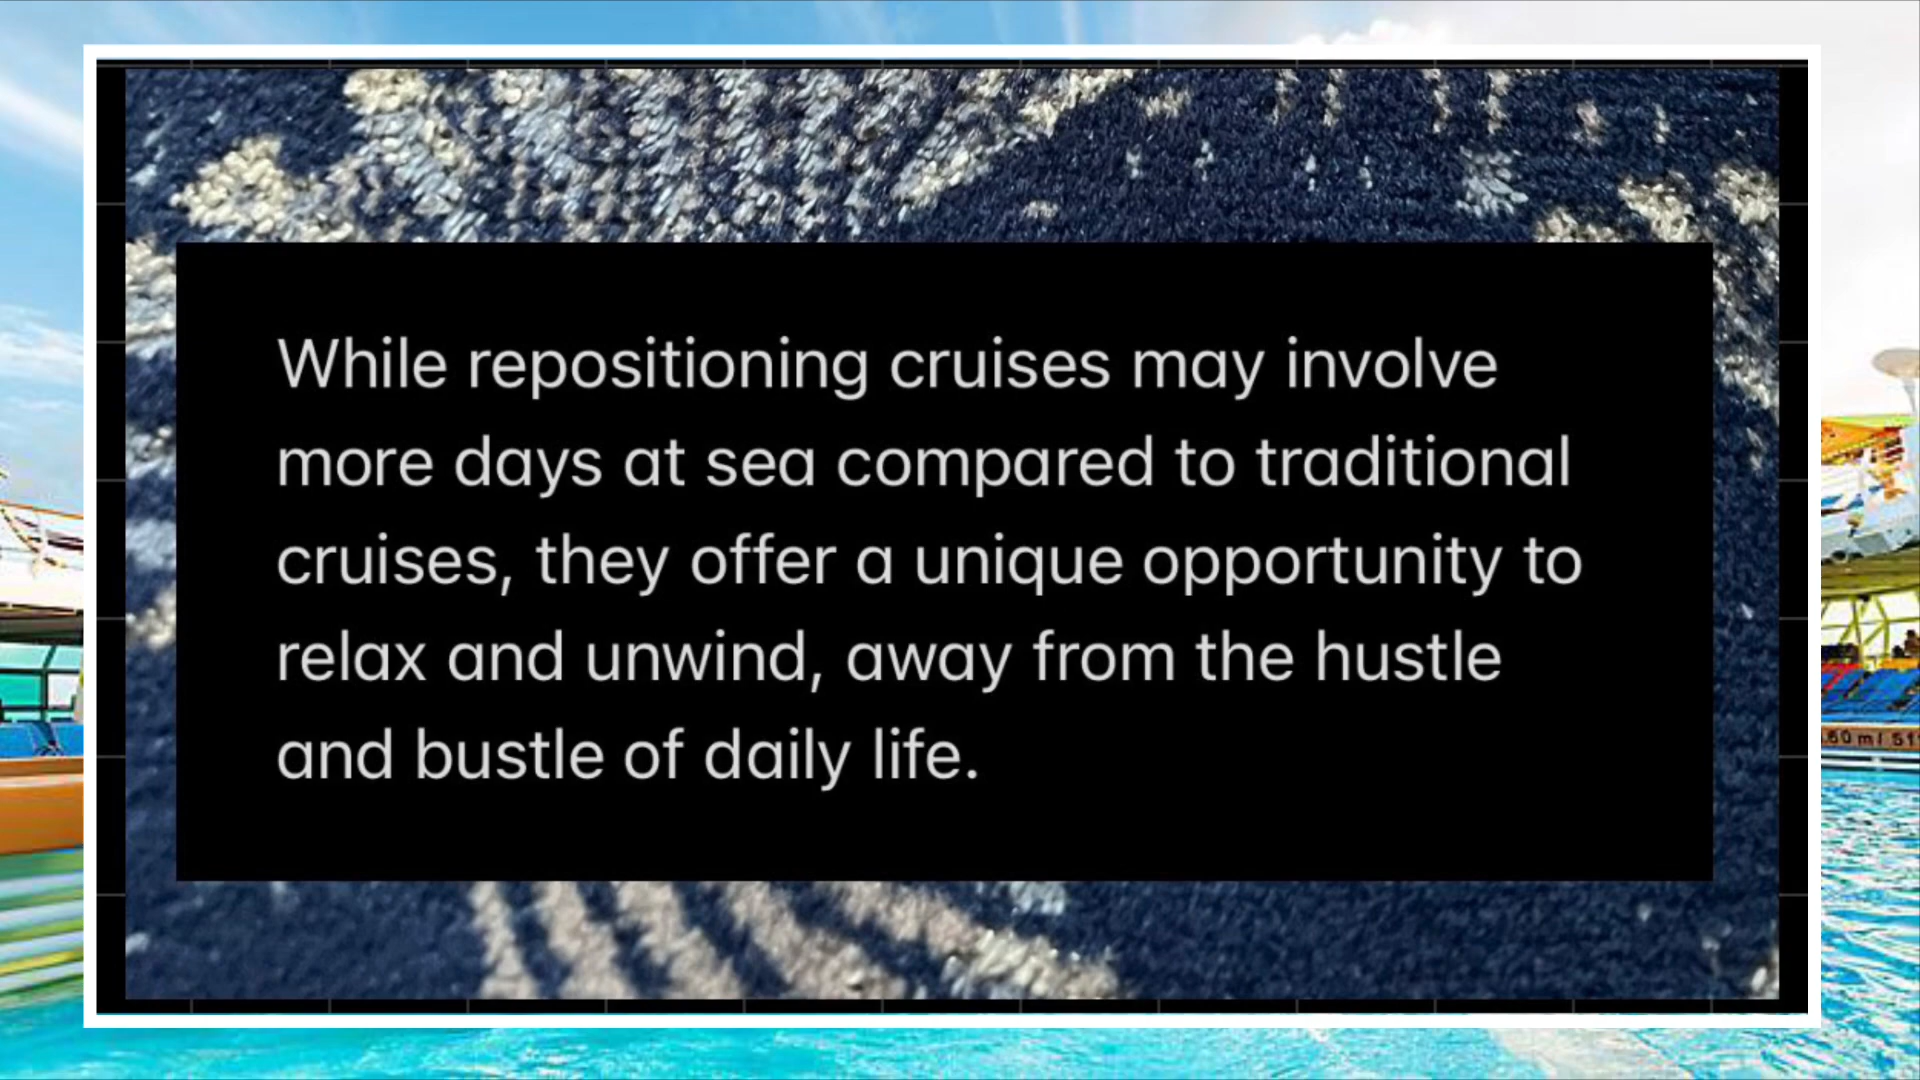 While repositioning cruises may involve
more days at sea compared to traditional
cruises, they offer a unique opportunity to
relax and unwind, away from the hustle
and bustle of daily life.